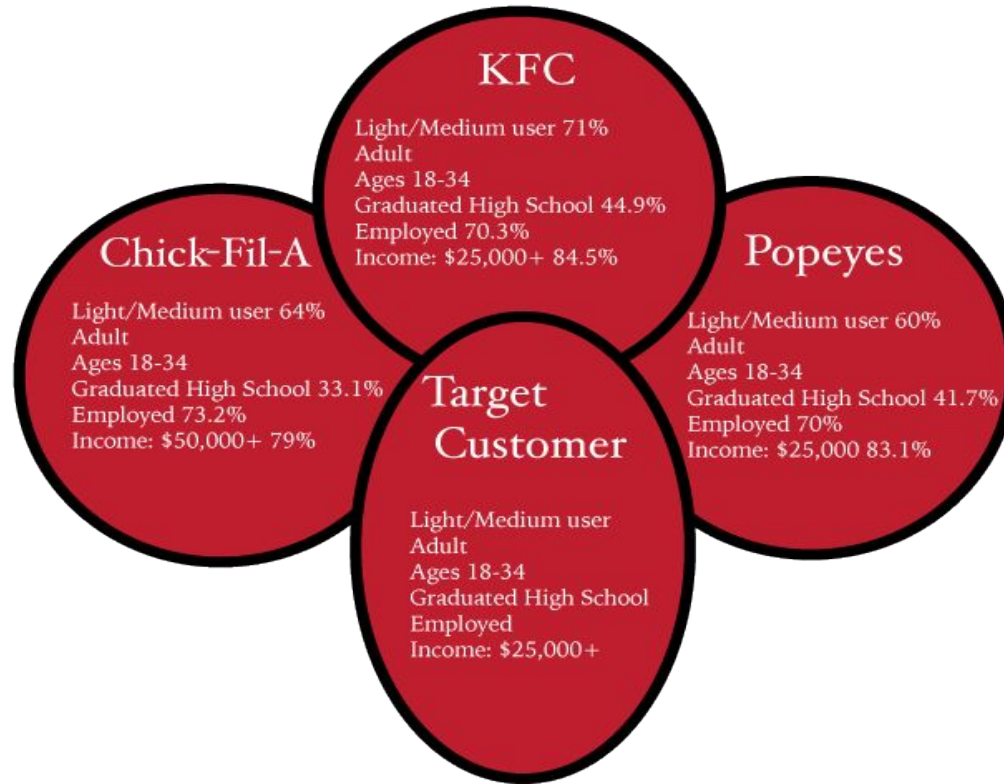 KFC
Light/Medium user 71%
Adult
Ages 18-34
Graduated High School 44.9%
Employed 70.3%
Income: $25,000+ 84.5%
Chick-Fil-A
Light/Medium user 64%
Adult
Ages 18-34
Graduated High School 33.1%
Employed 73.2%
Income: $50,000+ 79%
Popeyes
Light/Medium user 60%
Adult
Ages 18-34
Graduated High School 41.7%
Employed 70%
Income: $25,000 83.1%
Target
Customer
Light/Medium user
Adult
Ages 18-34
Graduated High School
Employed
Income: $25,000+